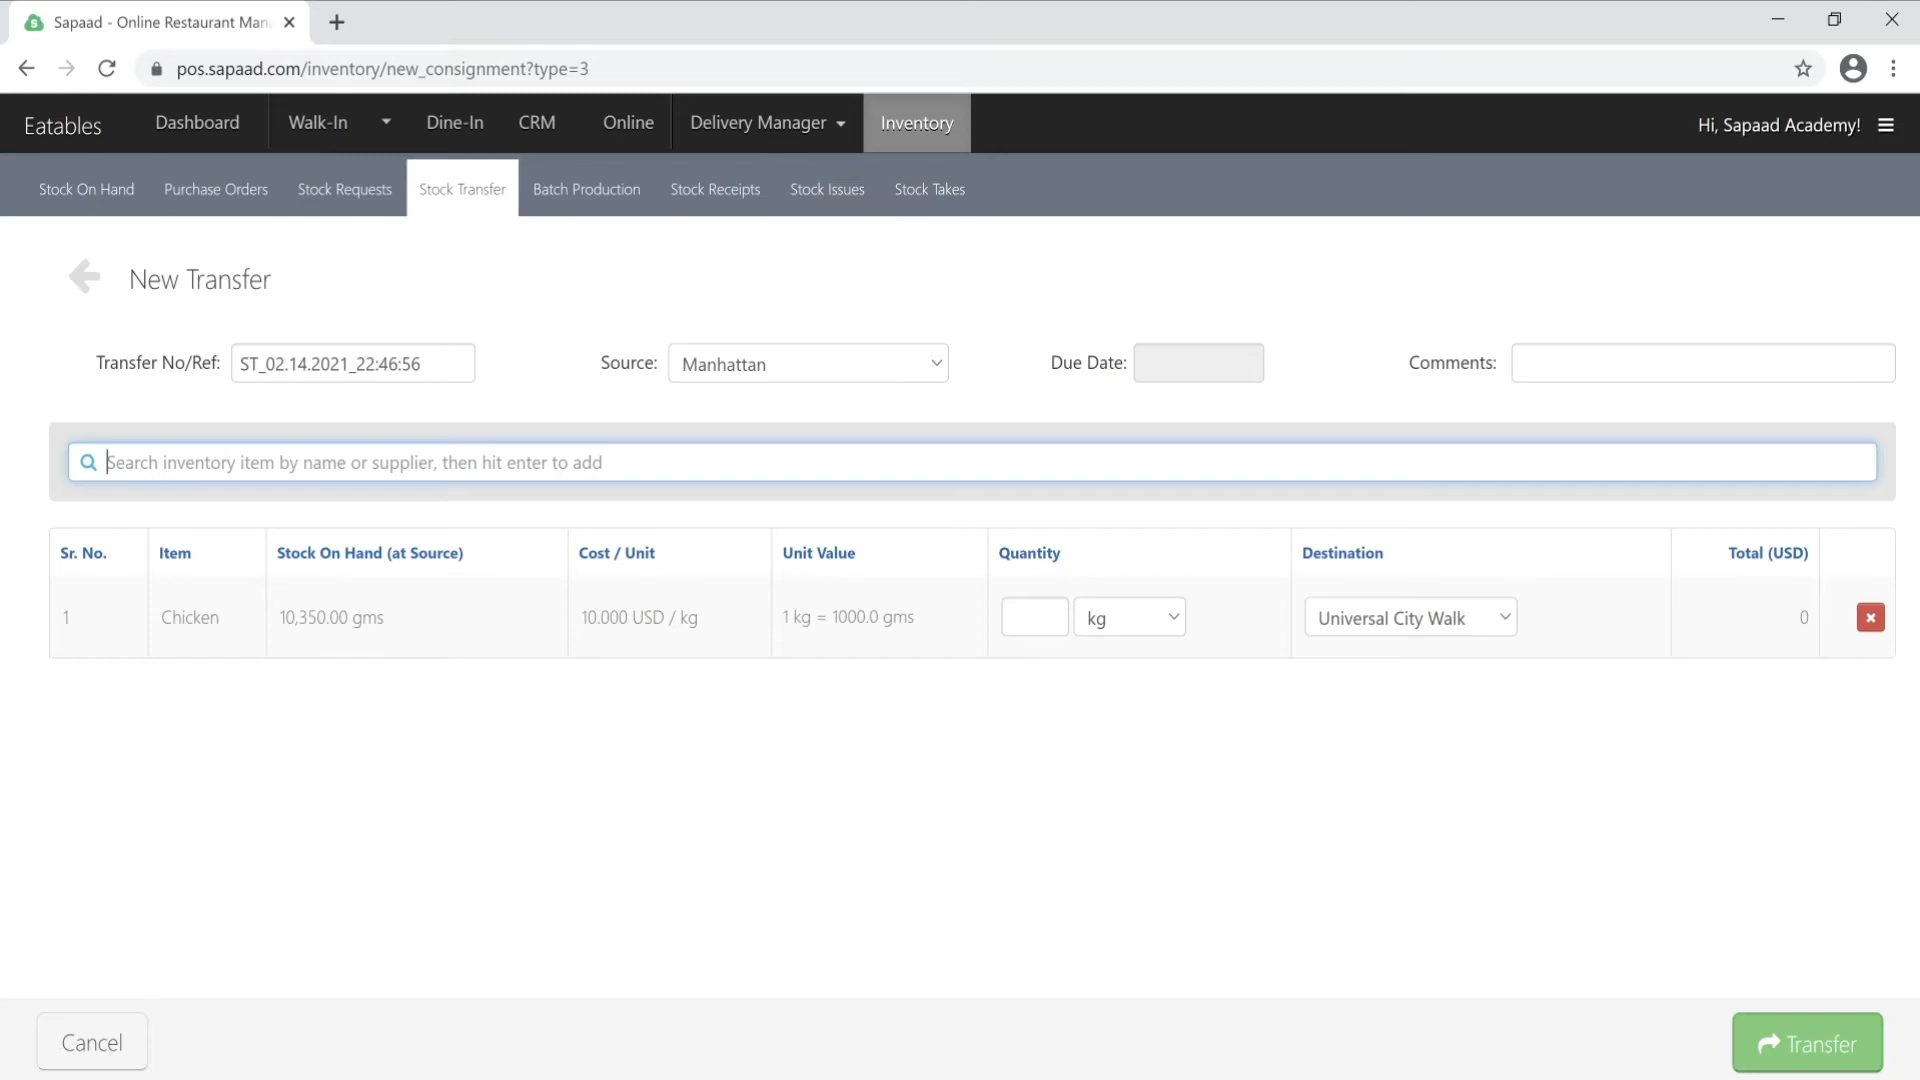 Sapaad - Online Restaurant Man
pos.sapaad.com/inventory/new_consignment?type=3
Eatables
Dashboard
Walk-In
Dine-In
CRM
Online
Delivery Manager
Inventory
Hi, Sapaad Academy!
Stock On Hand
Purchase Orders
Stock Requests
Stock Transfer
Batch Production
Stock Receipts
Stock Issues
Stock Takes
New Transfer
Transfer No/Ref: ST_02.14.2021_22:46:56
Source: Manhattan
Due Date:
Comments:
Search inventory item by name or supplier, then hit enter to add
Sr. No. Item Stock On Hand (at Source) Cost / Unit Unit Value Quantity Destination Total (USD)
1 Chicken 10,350.00 gms 10.000 USD / kg 1 kg = 1000.0 gms kg Universal City Walk 0
Cancel
Transfer